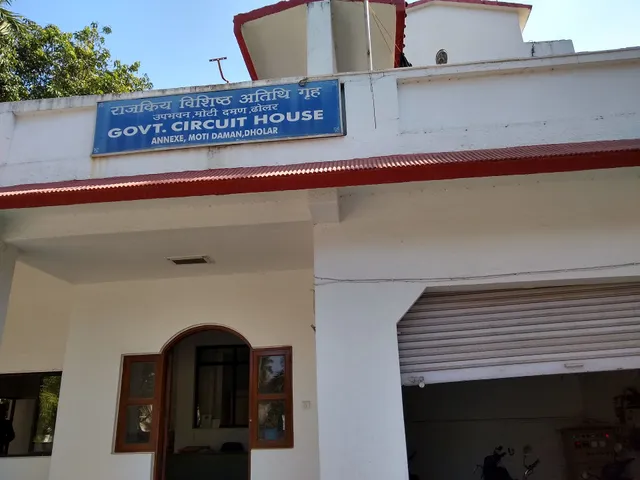 राजकिय विशिष्ठ अतिथि गृह
उपभवन,मोटी दमण,ढोलर
GOVT. CIRCUIT HOUSE
ANNEXE, MOTI DAMAN,DHOLAR